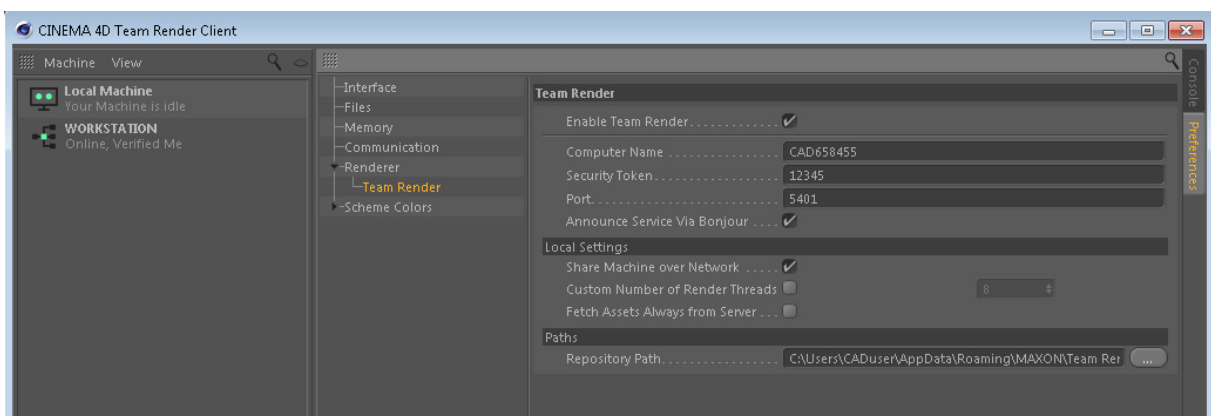 CINEMA 4D Team Render Client
Machine View
Local Machine
Your Machine is idle
WORKSTATION
Online, Verified Me
Interface
Files
Memory
Communication
Renderer
Team Render
Scheme Colors
Team Render
Enable Team Render.............
Computer Name ................ CAD658455
Security Token.................. 12345
Port........................... 5401
Announce Service Via Bonjour ....
Local Settings
Share Machine over Network .....
Custom Number of Render Threads 8
Fetch Assets Always from Server ...
Paths
Repository Path................. C:\Users\CADuser\AppData\Roaming\MAXON\Team Rer ...
Console
Preferences